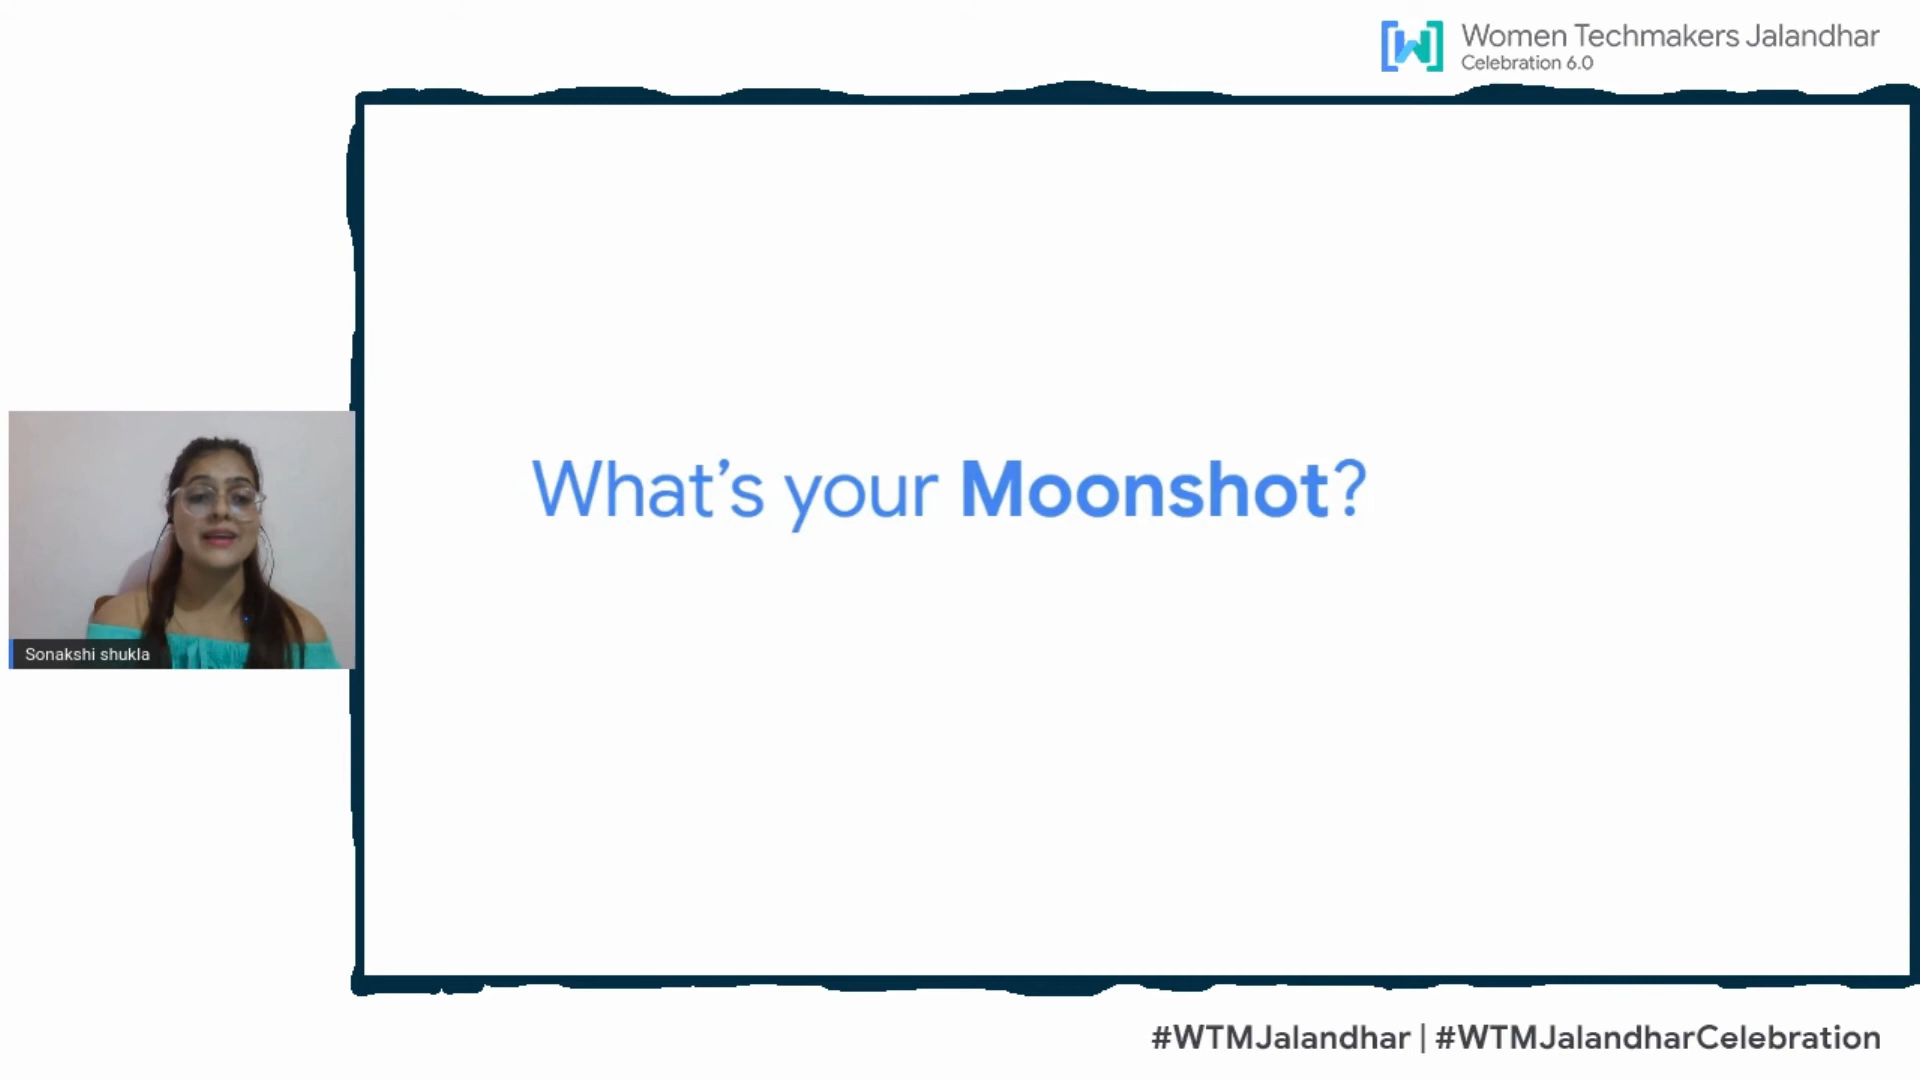 Women Techmakers Jalandhar
Celebration 6.0
What's your Moonshot?
Sonakshi shukla
#WTMJalandhar | #WTMJalandharCelebration